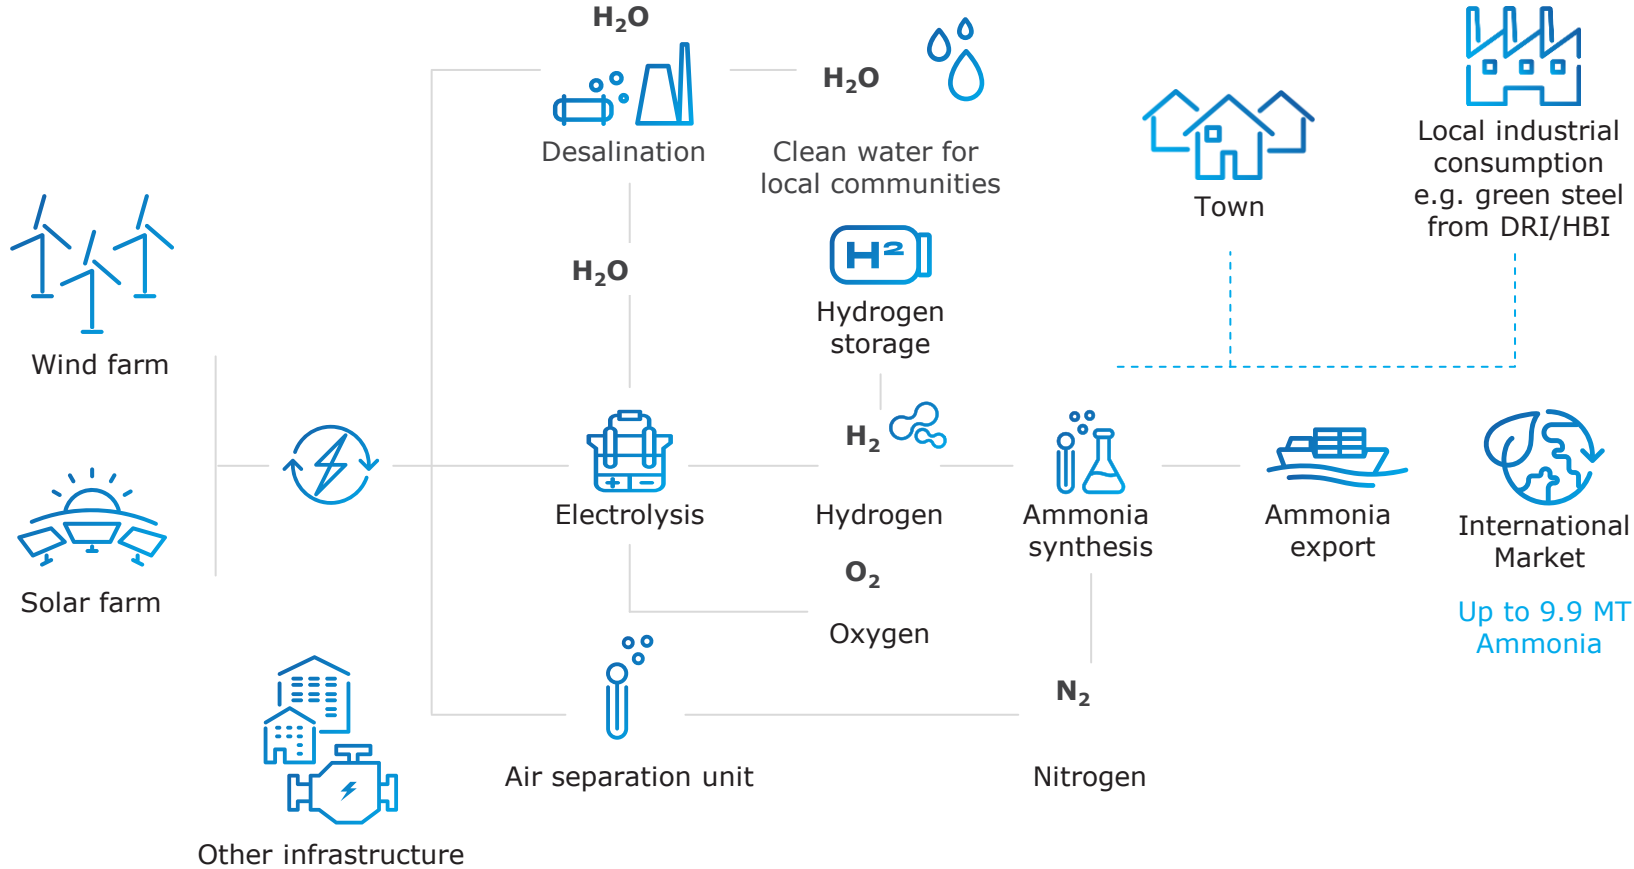 H₂O
Desalination
H₂O
Clean water for
local communities
Town
Local industrial
consumption
e.g. green steel
from DRI/HBI
Wind farm
H₂O
H²
Hydrogen
storage
Solar farm
Electrolysis
H₂
Hydrogen
Ammonia
synthesis
Ammonia
export
International
Market
Up to 9.9 MT
Ammonia
O₂
Oxygen
Other infrastructure
Air separation unit
N₂
Nitrogen